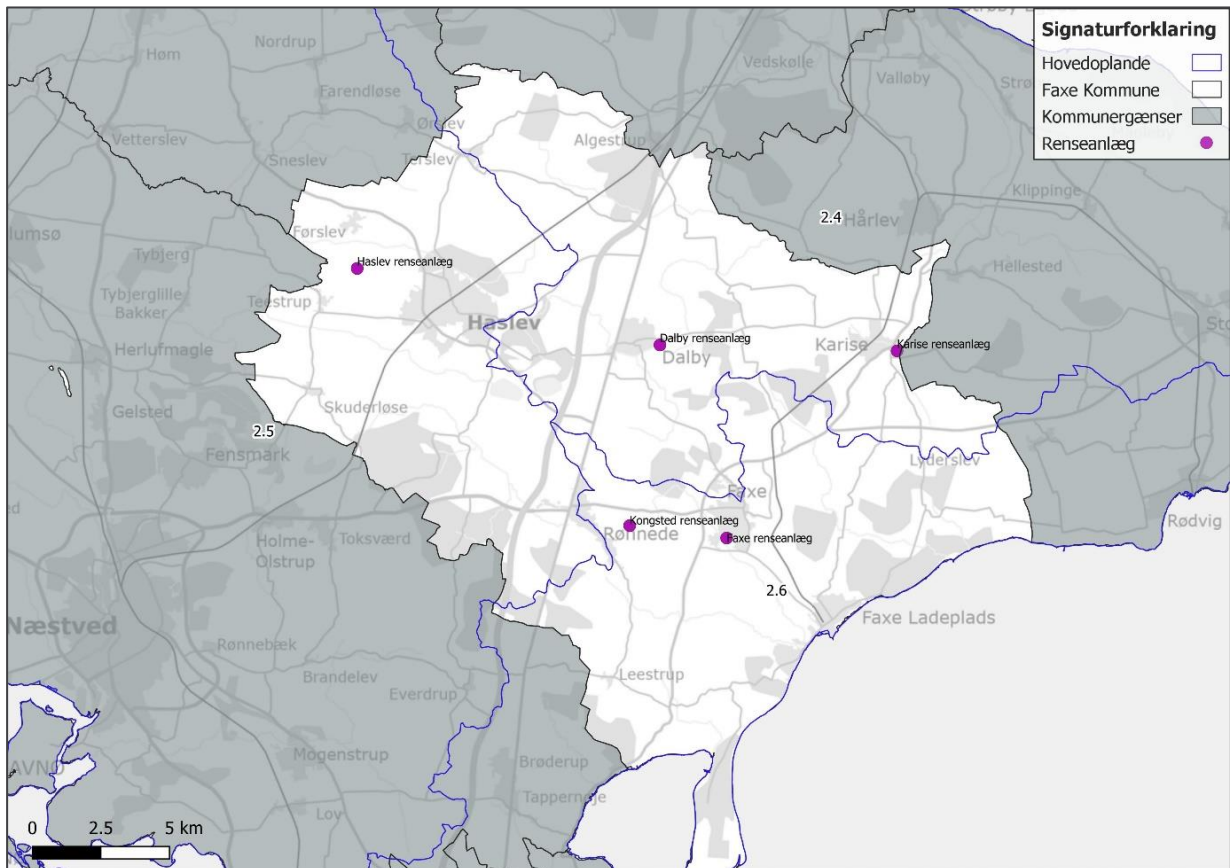 Signaturforklaring
Hovedoplande
Faxe Kommune
Kommunergænser
Renseanlæg
Nordrup
Høm
Farendløse
Vetterslev
Sneslev
Ørslev
Terslev
Algestrup
Vedskølle
Valløby
Klippinge
2.4
Hårlev
Førslev
Tybjerg
Haslev renseanlæg
Hellested
Teestrup
Tybjerglille
Bakker
Haslev
Herlufmagle
Dalby renseanlæg
Dalby
Karise
Karise renseanlæg
Gelsted
Skuderløse
2.5
Fensmark
Lyderslev
Faxe
Rødvig
Kongsted renseanlæg
Rønnede
Faxe renseanlæg
Holme-
Olstrup
Toksværd
2.6
Næstved
Faxe Ladeplads
Rønnebæk
Brandelev
Everdrup
Leestrup
Mogenstrup
Brøderup
Tappernøje
Lov
0 2.5 5 km